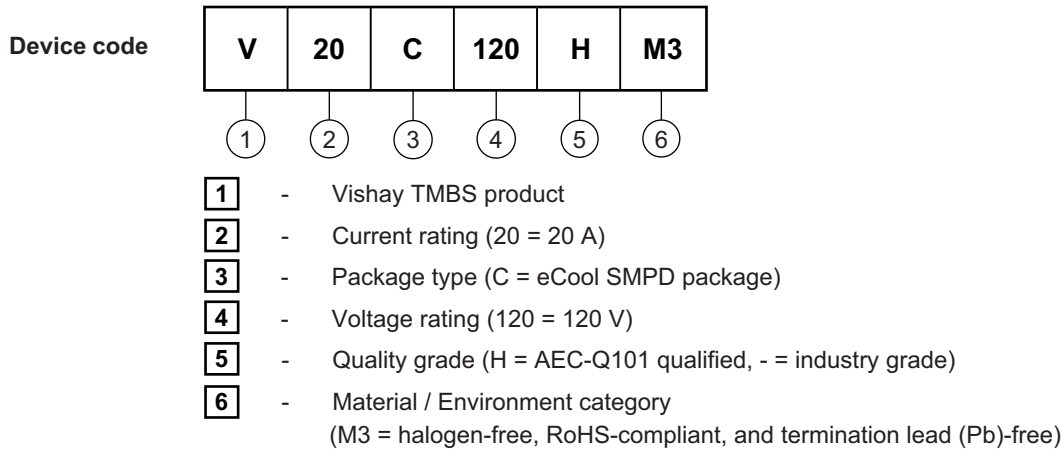 Device code V 20 C 120 H M3
1 2 3 4 5 6
1 - Vishay TMBS product
2 - Current rating (20 = 20 A)
3 - Package type (C = eCool SMPD package)
4 - Voltage rating (120 = 120 V)
5 - Quality grade (H = AEC-Q101 qualified, - = industry grade)
6 - Material / Environment category
(M3 = halogen-free, RoHS-compliant, and termination lead (Pb)-free)